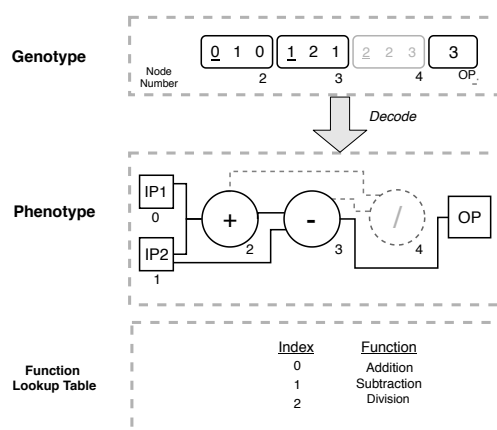 Genotype
0 1 0 1 2 1 2 2 3 3
Node Number 2 3 4 OP.
Decode
Phenotype
IP1 0
IP2 1
+ 2
- 3
/ 4
OP
Function Lookup Table
Index Function
0 Addition
1 Subtraction
2 Division